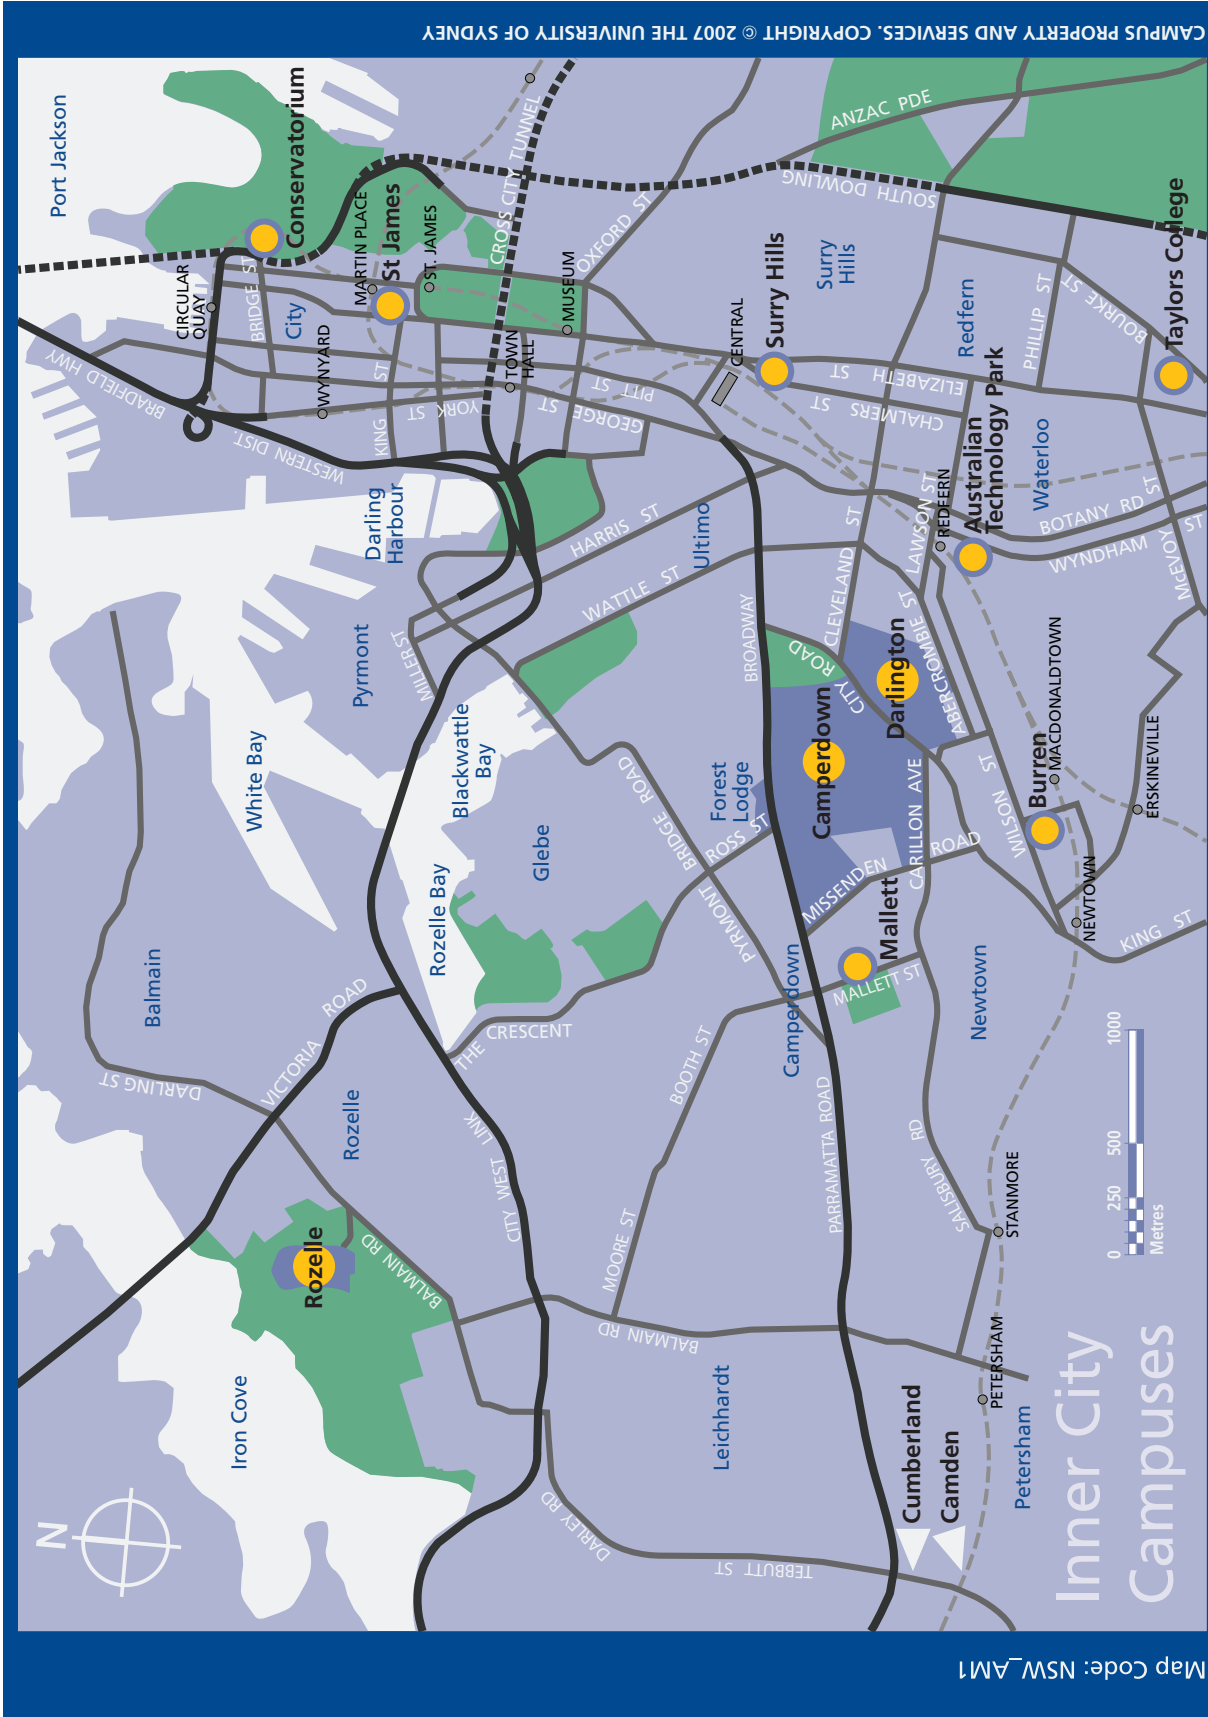 CAMPUS PROPERTY AND SERVICES. COPYRIGHT © 2007 THE UNIVERSITY OF SYDNEY
Map Code: NSW_AM1
Inner City
Campuses
N
0
250
500
1000
Metres
Port Jackson
Conservatorium
CIRCULAR
QUAY
BRIDGE ST
City
MARTIN PLACE
St James
ST. JAMES
CROSS CITY TUNNEL
MUSEUM
OXFORD ST
ANZAC PDE
SOUTH DOWLING
Surry
Hills
Surry Hills
CENTRAL
Redfern
PHILLIP ST
BOURKE ST
Taylors College
BRADFIELD HWY
WYNYARD
KING ST
YORK ST
TOWN
HALL
PITT ST
GEORGE ST
ELIZABETH ST
CHALMERS ST
WESTERN DIST
Darling
Harbour
HARRIS ST
Ultimo
WATTLE ST
CLEVELAND ST
LAWSON ST
REDFERN
Australian
Technology Park
Waterloo
BOTANY RD
WYNDHAM ST
McEVOY ST
Pyrmont
MILLER ST
BROADWAY
CITY ROAD
CITY
Darlington
ABERCROMBIE ST
Camperdown
White Bay
Blackwattle
Bay
BRIDGE ROAD
Forest
Lodge
ROSS ST
CARILLON AVE
MISSENDEN ROAD
WILSON ST
Burren
MACDONALDTOWN
ERSKINEVILLE
NEWTOWN
KING ST
Glebe
Rozelle Bay
PYRMONT
Mallett
MALLETT ST
Camperdown
Newtown
Balmain
VICTORIA ROAD
THE CRESCENT
DARLING ST
Rozelle
CITY WEST LINK
BOOTH ST
MOORE ST
PARRAMATTA ROAD
SALISBURY RD
STANMORE
Rozelle
BALMAIN RD
BALMAIN RD
Iron Cove
Leichhardt
DARLEY RD
TEBBUTT ST
PETERSHAM
Petersham
Cumberland
Camden